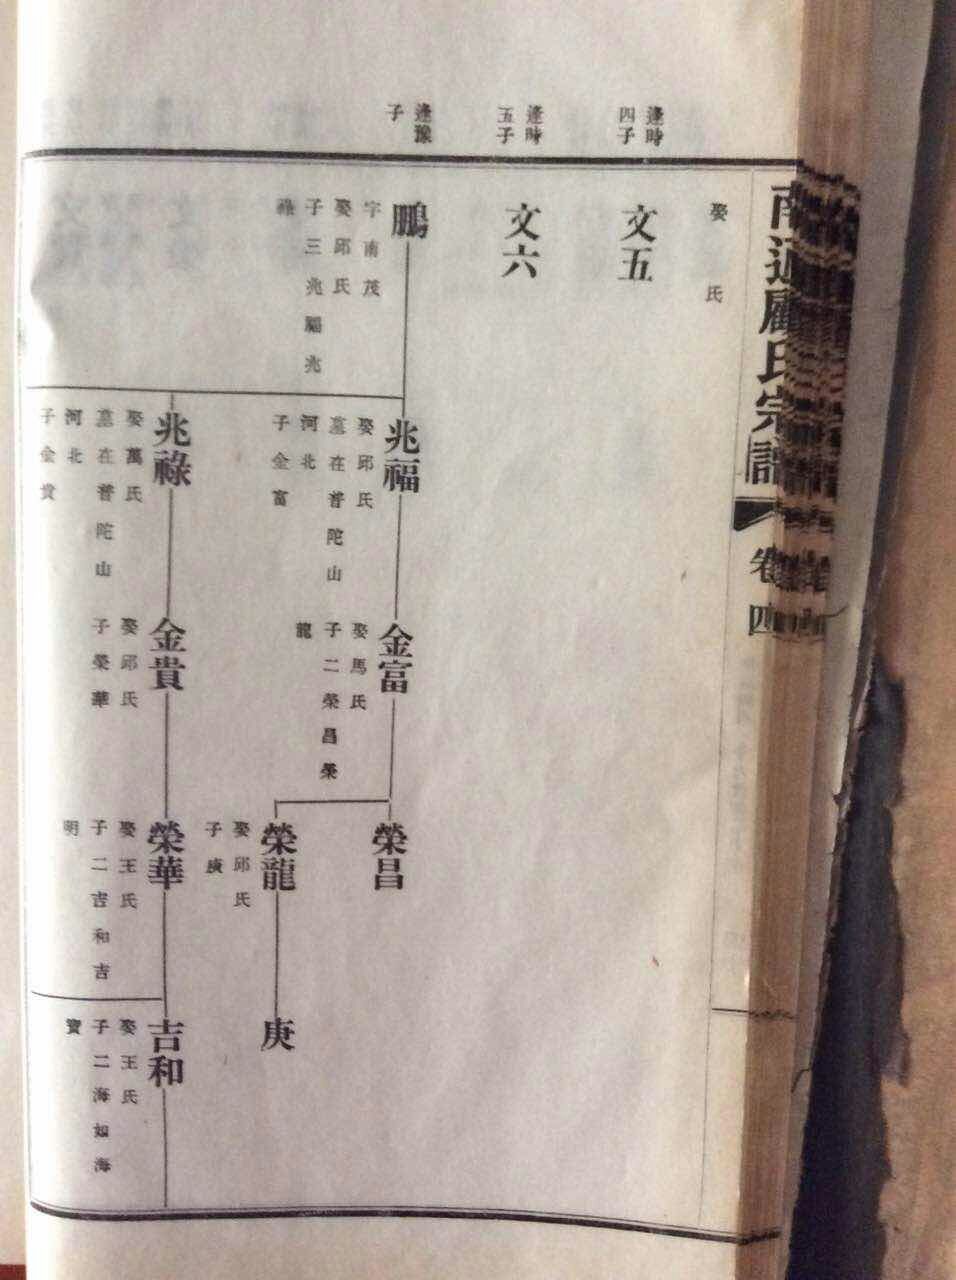 南通顧氏宗譜
卷四
娶
氏
逢時
四子
文五
逢時
五子
文六
逢豫
子
鵬
字南茂
娶邱氏
子三兆福兆
祿
兆福
娶邱氏
墓在普陀山
河北
子金富
金富
娶馬氏
子二榮昌榮
龍
榮昌
榮龍
娶邱氏
子庚
庚
兆祿
娶萬氏
墓在普陀山
河北
子金貴
金貴
娶邱氏
子榮華
榮華
娶王氏
子二吉和吉
明
吉和
娶王氏
子二海如海
寶